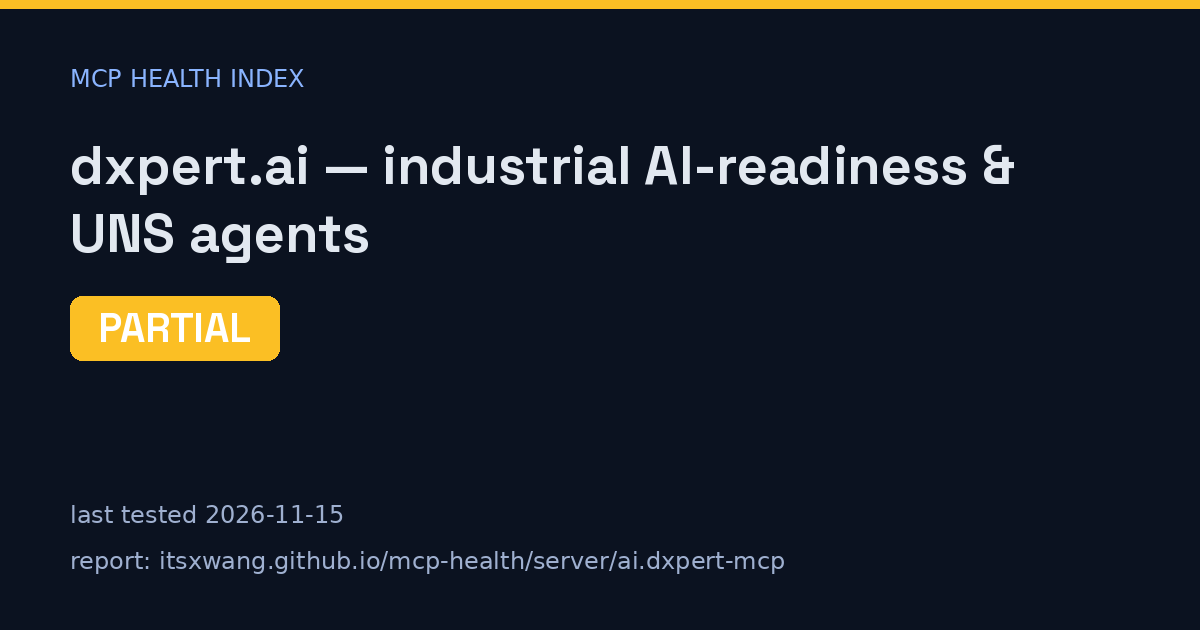 MCP HEALTH INDEX
dxpert.ai — industrial AI-readiness &
UNS agents
PARTIAL
last tested 2026-11-15
report: itsxwang.github.io/mcp-health/server/ai.dxpert-mcp